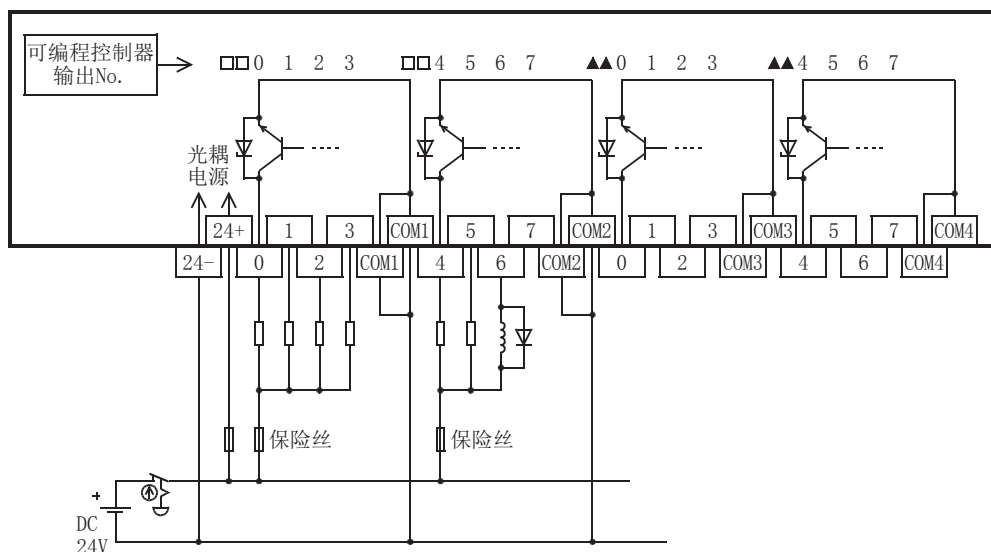 可编程控制器
输出No.
□□0 1 2 3 □□4 5 6 7 ▲▲0 1 2 3 ▲▲4 5 6 7
光耦
电源
24+ 1 3 COM1 5 7 COM2 1 3 COM3 5 7 COM4
24- 0 2 COM1 4 6 COM2 0 2 COM3 4 6 COM4
保险丝 保险丝
+
DC
24V